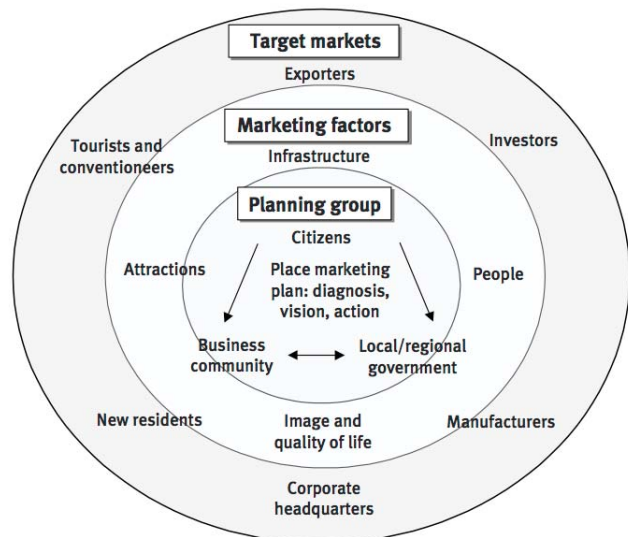 Target markets
Exporters
Tourists and
conventioneers
Investors
Marketing factors
Infrastructure
Planning group
Citizens
Attractions
Place marketing
plan: diagnosis,
vision, action
People
Business
community
Local/regional
government
New residents
Image and
quality of life
Manufacturers
Corporate
headquarters